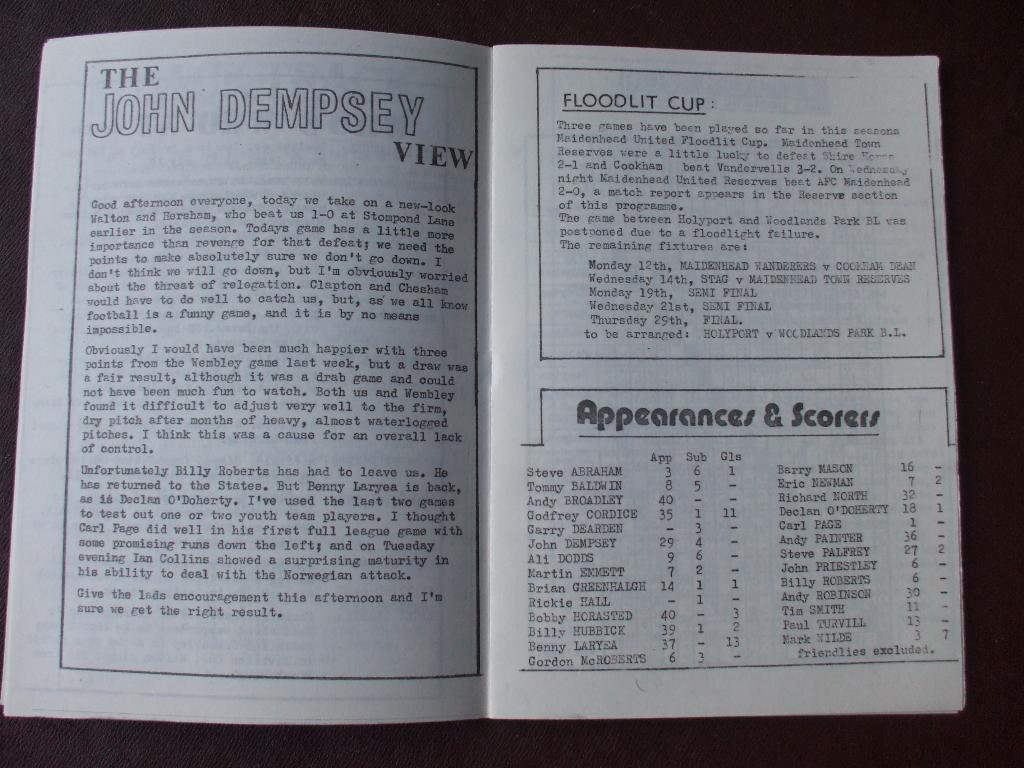 THE
JOHN DEMPSEY
VIEW
Good afternoon everyone, today we take on a new-look
Walton and Hersham, who beat us 1-0 at Stompond Lane
earlier in the season. Todays game has a little more
importance than revenge for that defeat; we need the
points to make absolutely sure we don't go down. I
don't think we will go down, but I'm obviously worried
about the threat of relegation. Clapton and Chesham
would have to do well to catch us, but, as we all know
football is a funny game, and it is by no means
impossible.
Obviously I would have been much happier with three
points from the Wembley game last week, but a draw was
a fair result, although it was a drab game and could
not have been much fun to watch. Both us and Wembley
found it difficult to adjust very well to the firm,
dry pitch after months of heavy, almost waterlogged
pitches. I think this was a cause for an overall lack
of control.
Unfortunately Billy Roberts has had to leave us. He
has returned to the States. But Benny Laryea is back,
as is Declan O'Doherty. I've used the last two games
to test out one or two youth team players. I thought
Carl Page did well in his first full league game with
some promising runs down the left; and on Tuesday
evening Ian Collins showed a surprising maturity in
his ability to deal with the Norwegian attack.
Give the lads encouragement this afternoon and I'm
sure we get the right result.
FLOODLIT CUP:
Three games have been played so far in this seasons
Maidenhead United Floodlit Cup. Maidenhead Town
Reserves were a little lucky to defeat Shire
2-1 and Cookham beat Vandervells 3-2. On Wednesday
night Maidenhead United Reserves beat AFC Maidenhead
2-0, a match report appears in the Reserve section
of this programme.
The game between Holyport and Woodlands Park BL was
postponed due to a floodlight failure.
The remaining fixtures are:
Monday 12th, MAIDENHEAD WANDERERS v COOKHAM DEAN
Wednesday 14th, STAG v MAIDENHEAD TOWN RESERVES
Monday 19th, SEMI FINAL
Wednesday 21st, SEMI FINAL
Thursday 29th, FINAL.
to be arranged: HOLYPORT v WOODLANDS PARK B.L.
Appearances & Scorers
App Sub Gls
Steve ABRAHAM 3 6 1
Tommy BALDWIN 8 5 -
Andy BROADLEY 40 - -
Godfrey CORDICE 35 1 11
Garry DEARDEN - 3 -
John DEMPSEY 29 4 -
Ali DODDS 9 6 -
Martin EMMETT 7 2 -
Brian GREENHALGH 14 1 1
Rickie HALL - 1 -
Bobby HORASTED 40 - 3
Billy HUBBICK 39 1 2
Benny LARYEA 37 - 13
Gordon McROBERTS 6 3 -
Barry MASON 16 -
Eric NEWMAN 7 2
Richard NORTH 32 -
Declan O'DOHERTY 18 1
Carl PAGE 1 -
Andy PAINTER 36 -
Steve PALFREY 27 2
John PRIESTLEY 6 -
Billy ROBERTS 6 -
Andy ROBINSON 30 -
Tim SMITH 11 -
Paul TURVILL 13 -
Mark WILDE 3 7
friendlies excluded.